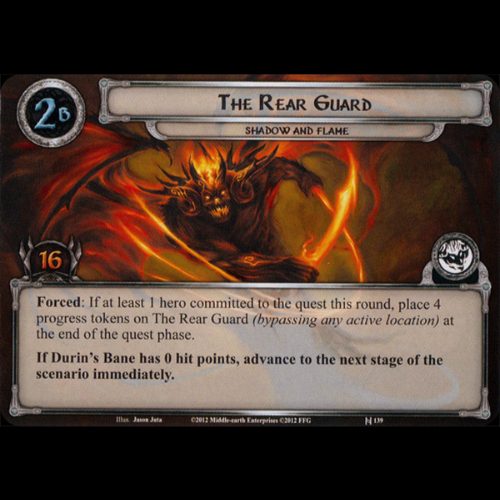 2B
THE REAR GUARD
SHADOW AND FLAME
16
Forced: If at least 1 hero committed to the quest this round, place 4
progress tokens on The Rear Guard (bypassing any active location) at
the end of the quest phase.
If Durin's Bane has 0 hit points, advance to the next stage of the
scenario immediately.
Illus. Jason Juta ©2012 Middle-earth Enterprises ©2012 FFG 139